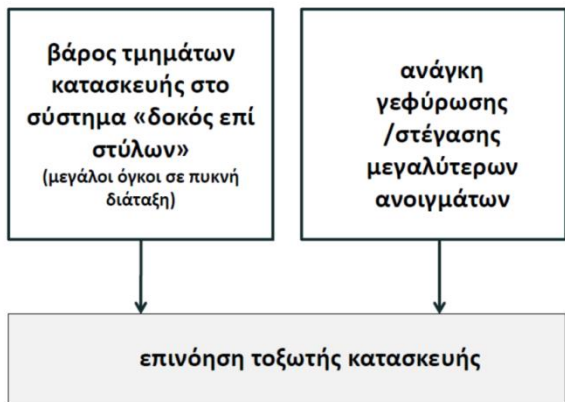 βάρος τμημάτων
κατασκευής στο
σύστημα «δοκός επί
στύλων»
(μεγάλοι όγκοι σε πυκνή
διάταξη)
ανάγκη
γεφύρωσης
/στέγασης
μεγαλύτερων
ανοιγμάτων
επινόηση τοξωτής κατασκευής